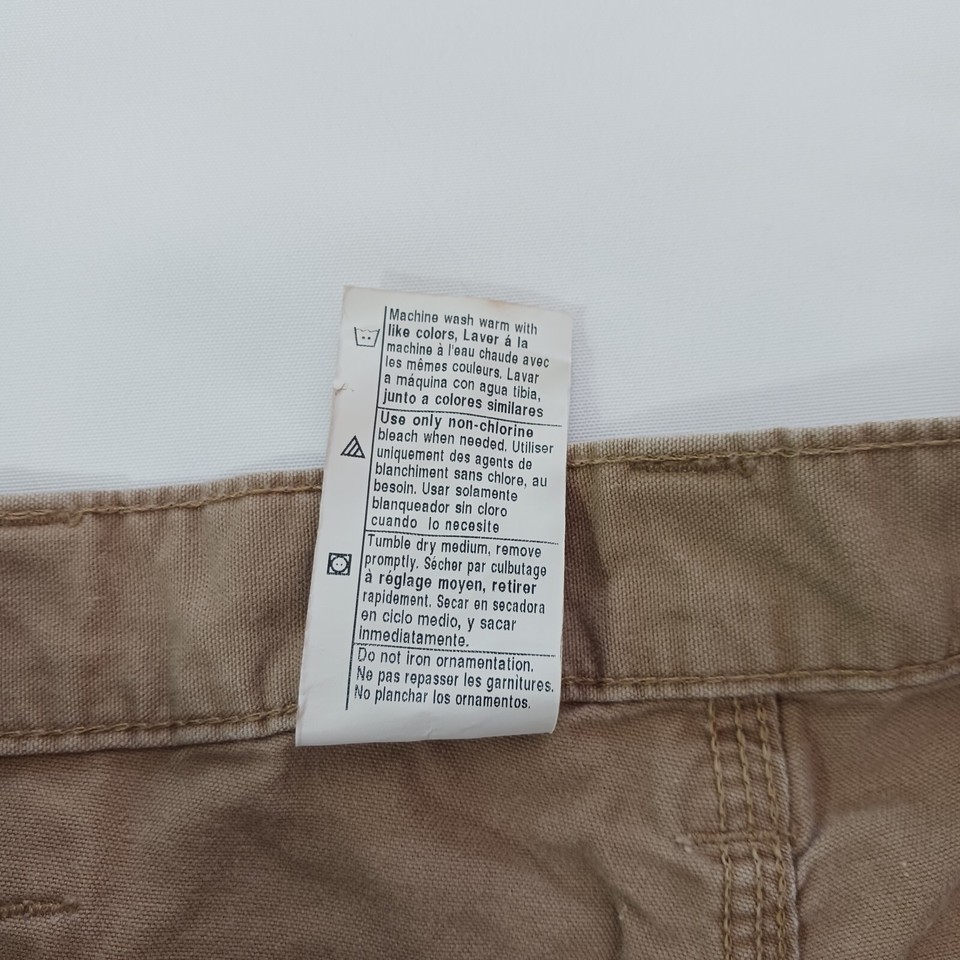 Machine wash warm with
like colors, Laver á la
machine à l'eau chaude avec
les mêmes couleurs. Lavar
a máquina con agua tibia,
junto a colores similares
Use only non-chlorine
bleach when needed. Utiliser
uniquement des agents de
blanchiment sans chlore, au
besoin. Usar solamente
blanqueador sin cloro
cuando lo necesite
Tumble dry medium, remove
promptly. Sécher par culbutage
à réglage moyen, retirer
rapidement. Secar en secadora
en ciclo medio, y sacar
inmediatamente.
Do not iron ornamentation.
Ne pas repasser les garnitures.
No planchar los ornamentos.